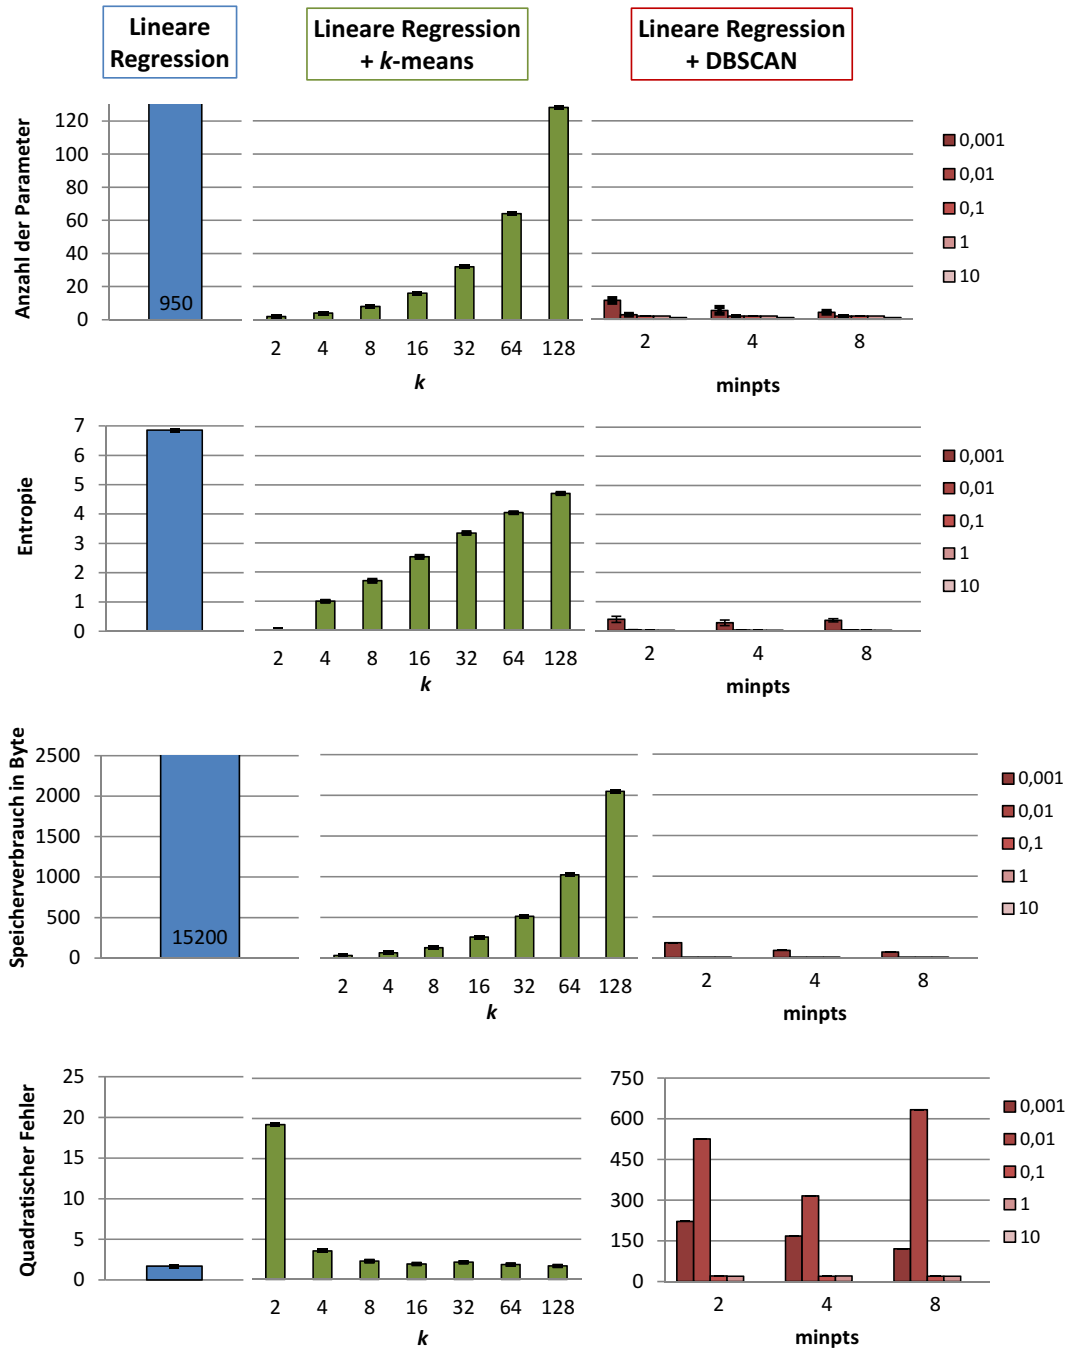 Lineare Regression
Lineare Regression + k-means
Lineare Regression + DBSCAN
Anzahl der Parameter
120
100
80
60
40
20
0
950
2 4 8 16 32 64 128
k
2 4 8
minpts
0,001
0,01
0,1
1
10
Entropie
7
6
5
4
3
2
1
0
2 4 8 16 32 64 128
k
2 4 8
minpts
0,001
0,01
0,1
1
10
Speicherverbrauch in Byte
2500
2000
1500
1000
500
0
15200
2 4 8 16 32 64 128
k
2 4 8
minpts
0,001
0,01
0,1
1
10
Quadratischer Fehler
25
20
15
10
5
0
2 4 8 16 32 64 128
k
750
600
450
300
150
0
2 4 8
minpts
0,001
0,01
0,1
1
10